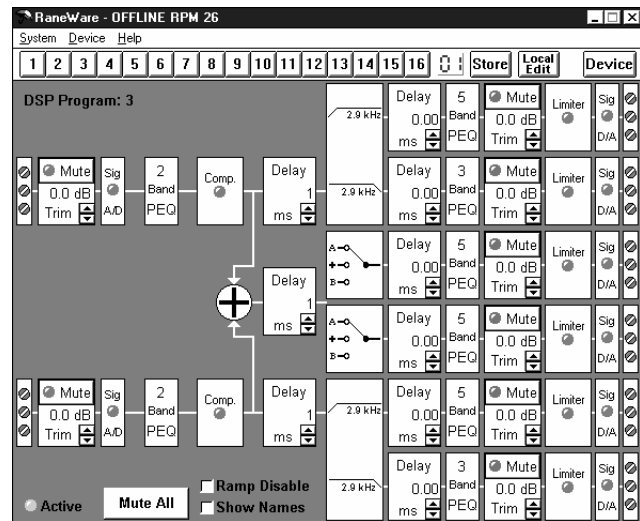 RaneWare - OFFLINE RPM 26
System Device Help
1 2 3 4 5 6 7 8 9 10 11 12 13 14 15 16 01 Store Local Edit Device
DSP Program: 3
2.9 kHz
Delay 0.00 ms
5 Band PEQ
Mute 0.0 dB Trim
Limiter
Sig D/A
Mute 0.0 dB Trim
Sig A/D
2 Band PEQ
Comp.
Delay 1 ms
2.9 kHz
Delay 0.00 ms
3 Band PEQ
Mute 0.0 dB Trim
Limiter
Sig D/A
A
+
B
Delay 0.00 ms
5 Band PEQ
Mute 0.0 dB Trim
Limiter
Sig D/A
+
Delay 1 ms
A
+
B
Delay 0.00 ms
5 Band PEQ
Mute 0.0 dB Trim
Limiter
Sig D/A
Mute 0.0 dB Trim
Sig A/D
2 Band PEQ
Comp.
Delay 1 ms
2.9 kHz
Delay 0.00 ms
5 Band PEQ
Mute 0.0 dB Trim
Limiter
Sig D/A
2.9 kHz
Delay 0.00 ms
3 Band PEQ
Mute 0.0 dB Trim
Limiter
Sig D/A
Active
Mute All
Ramp Disable
Show Names